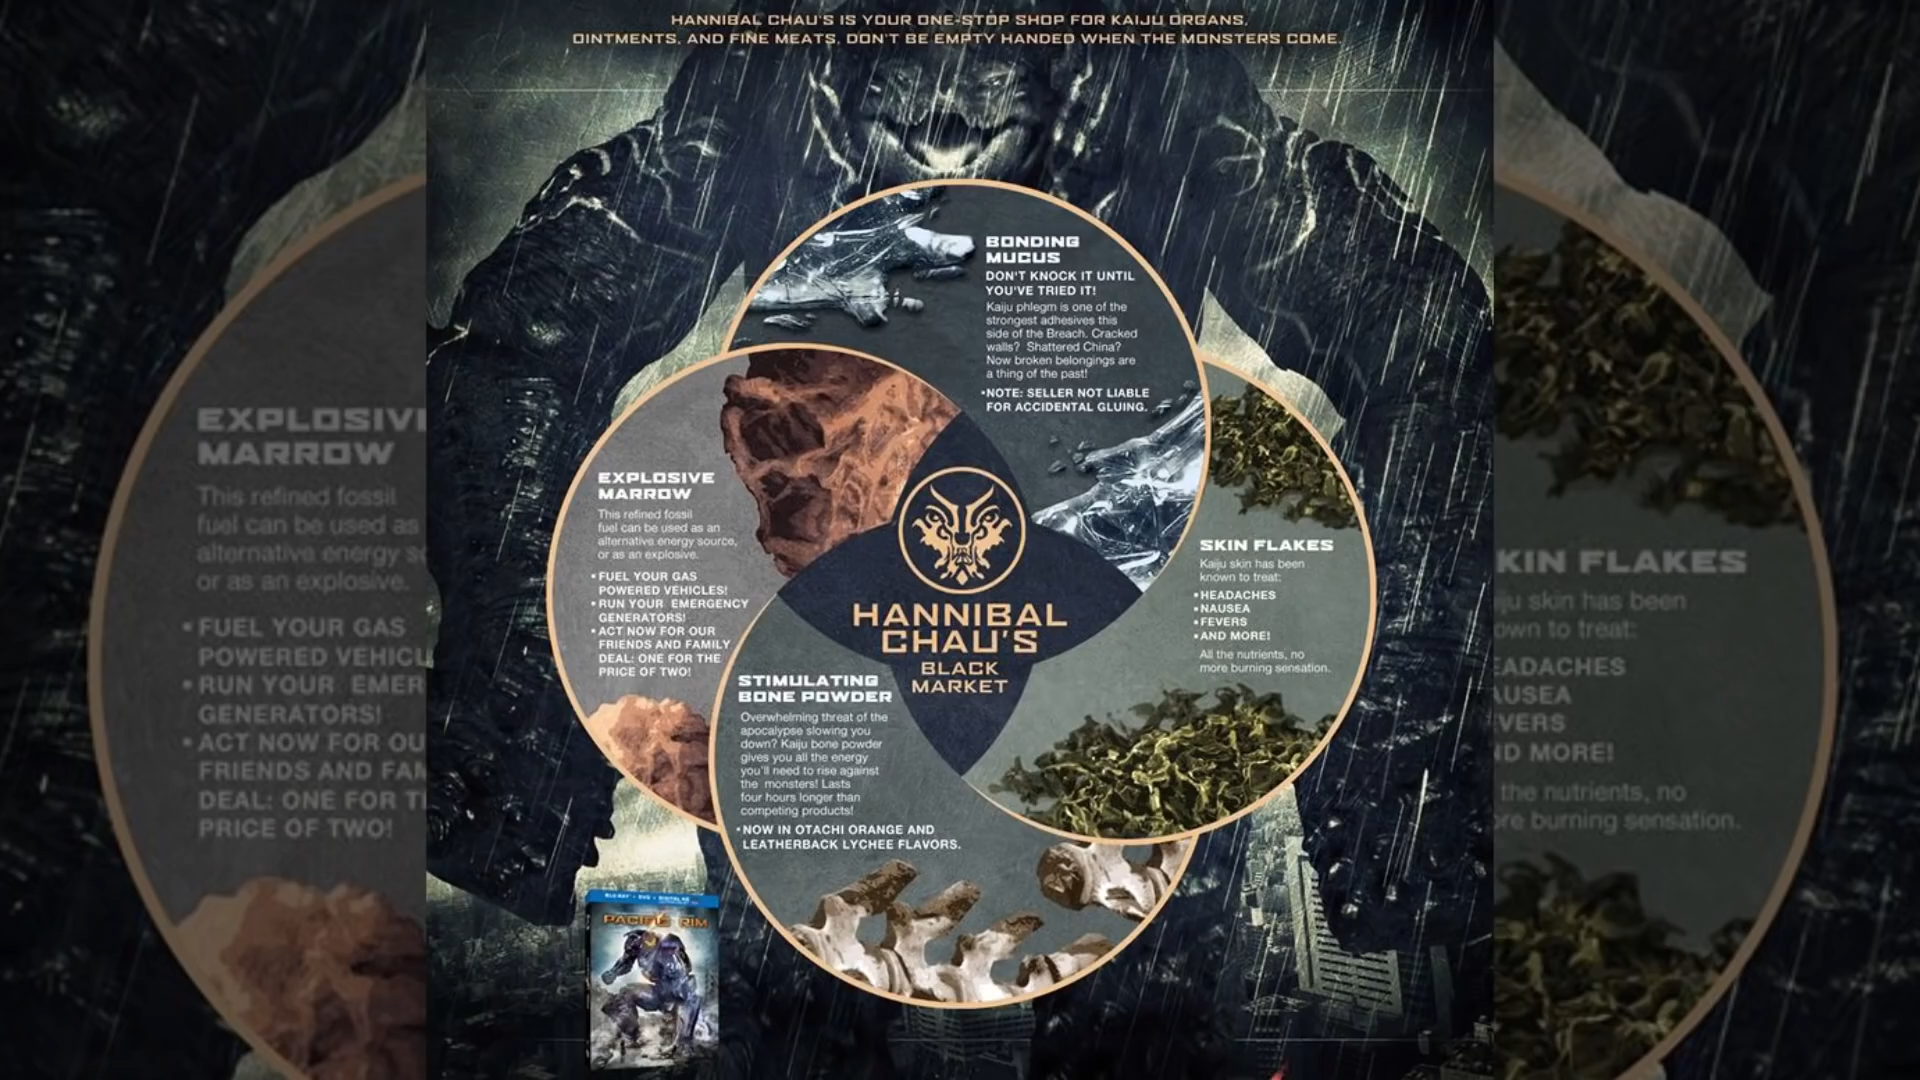 HANNIBAL CHAU'S IS YOUR ONE-STOP SHOP FOR KAIJU ORGANS,
OINTMENTS, AND FINE MEATS, DON'T BE EMPTY HANDED WHEN THE MONSTERS COME.
BONDING
MUCUS
DON'T KNOCK IT UNTIL
YOU'VE TRIED IT!
Kaiju phlegm is one of the
strongest adhesives this
side of the Breach. Cracked
walls? Shattered China?
Now broken belongings are
a thing of the past!
•NOTE: SELLER NOT LIABLE
FOR ACCIDENTAL GLUING.
EXPLOSIVE
MARROW
This refined fossil
fuel can be used as an
alternative energy source,
or as an explosive.
• FUEL YOUR GAS
POWERED VEHICLES!
• RUN YOUR EMERGENCY
GENERATORS!
• ACT NOW FOR OUR
FRIENDS AND FAMILY
DEAL: ONE FOR THE
PRICE OF TWO!
SKIN FLAKES
Kaiju skin has been
known to treat:
• HEADACHES
• NAUSEA
• FEVERS
• AND MORE!
All the nutrients, no
more burning sensation.
HANNIBAL
CHAU'S
BLACK
MARKET
STIMULATING
BONE POWDER
Overwhelming threat of the
apocalypse slowing you
down? Kaiju bone powder
gives you all the energy
you'll need to rise against
the monsters! Lasts
four hours longer than
competing products!
• NOW IN OTACHI ORANGE AND
LEATHERBACK LYCHEE FLAVORS.
BLU-RAY + DVD + DIGITAL HD
PACIFIC RIM
EXPLOSIV
MARROW
This refined fossil
fuel can be used as
alternative energy s
or as an explosive.
• FUEL YOUR GAS
POWERED VEHICL
• RUN YOUR EMER
GENERATORS!
• ACT NOW FOR OU
FRIENDS AND FAM
DEAL: ONE FOR T
PRICE OF TWO!
KIN FLAKES
ju skin has been
own to treat:
EADACHES
AUSEA
VERS
ND MORE!
the nutrients, no
ore burning sensation.